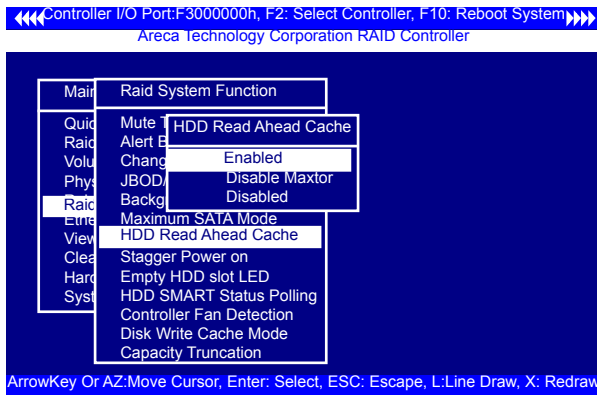 Controller I/O Port:F3000000h, F2: Select Controller, F10: Reboot System
Areca Technology Corporation RAID Controller
Raid System Function
HDD Read Ahead Cache
Enabled
Disable Maxtor
Disabled
Mute
Alert
JBOD/
Maximum SATA Mode
HDD Read Ahead Cache
Stagger Power on
Empty HDD slot LED
HDD SMART Status Polling
Controller Fan Detection
Disk Write Cache Mode
Capacity Truncation
ArrowKey Or AZ:Move Cursor, Enter: Select, ESC: Escape, L:Line Draw, X: Redraw